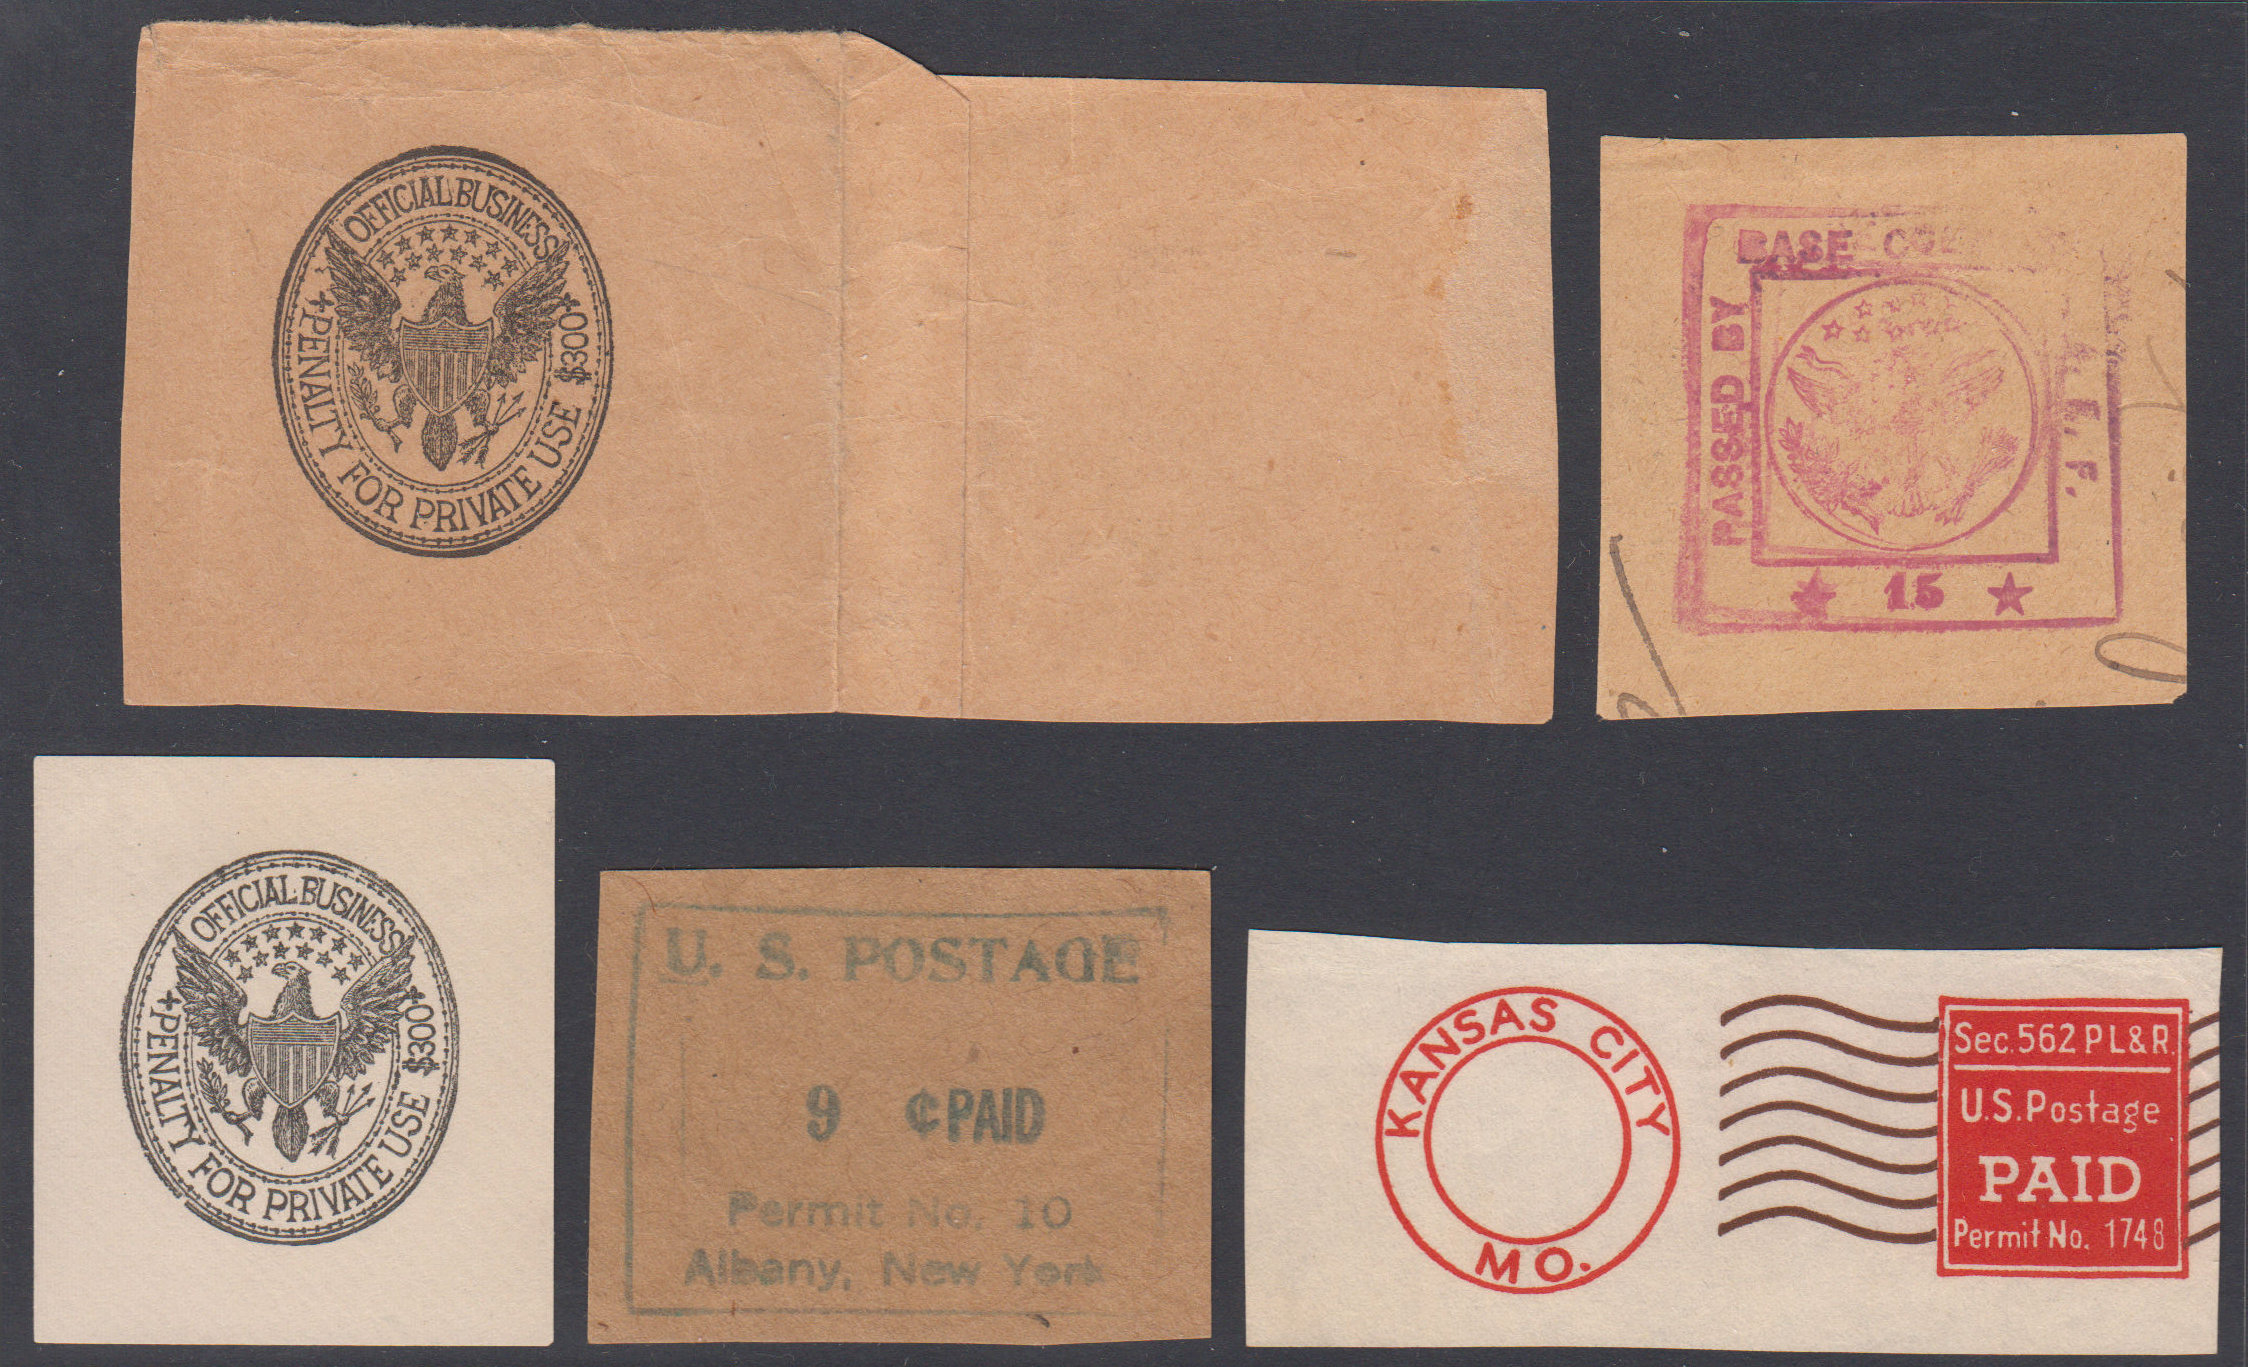 OFFICIAL BUSINESS
PENALTY FOR PRIVATE USE $300
PASSED BY
BASE
E. F.
15
OFFICIAL BUSINESS
PENALTY FOR PRIVATE USE $300
U. S. POSTAGE
9 ¢ PAID
Permit No. 10
Albany, New York
KANSAS CITY
MO.
Sec. 562 P L & R.
U.S. Postage
PAID
Permit No. 1748